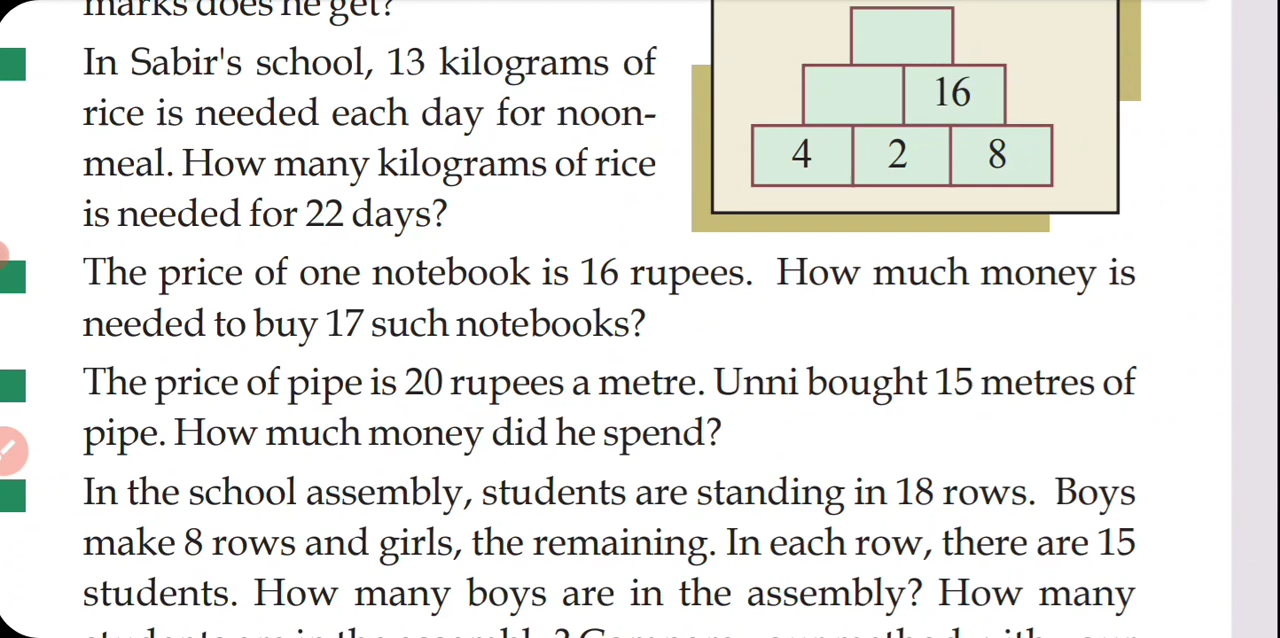 marks does he get?
In Sabir's school, 13 kilograms of
rice is needed each day for noon-
meal. How many kilograms of rice
is needed for 22 days?
16
4 2 8
The price of one notebook is 16 rupees. How much money is
needed to buy 17 such notebooks?
The price of pipe is 20 rupees a metre. Unni bought 15 metres of
pipe. How much money did he spend?
In the school assembly, students are standing in 18 rows. Boys
make 8 rows and girls, the remaining. In each row, there are 15
students. How many boys are in the assembly? How many